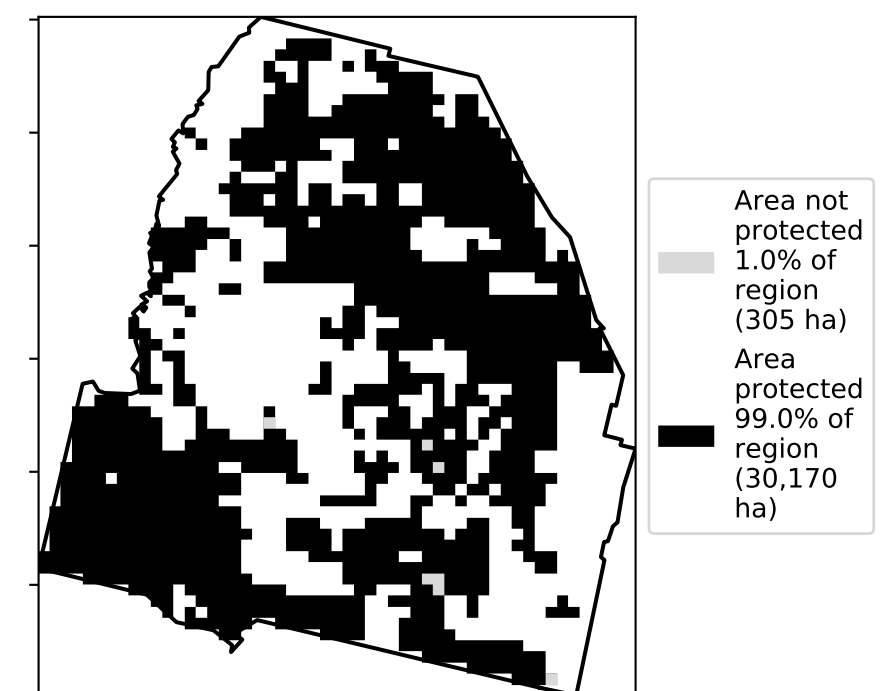 Area not
protected
1.0% of
region
(305 ha)
Area
protected
99.0% of
region
(30,170
ha)